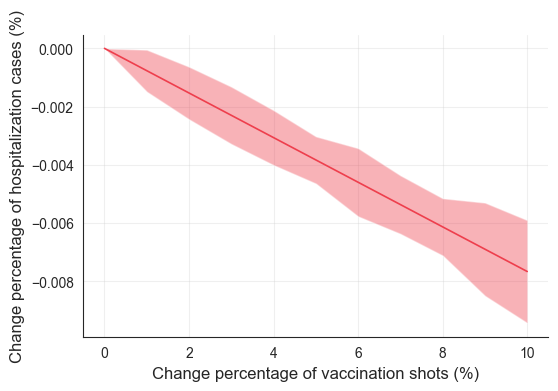 Change percentage of hospitalization cases (%)
0.000
−0.002
−0.004
−0.006
−0.008
0 2 4 6 8 10
Change percentage of vaccination shots (%)